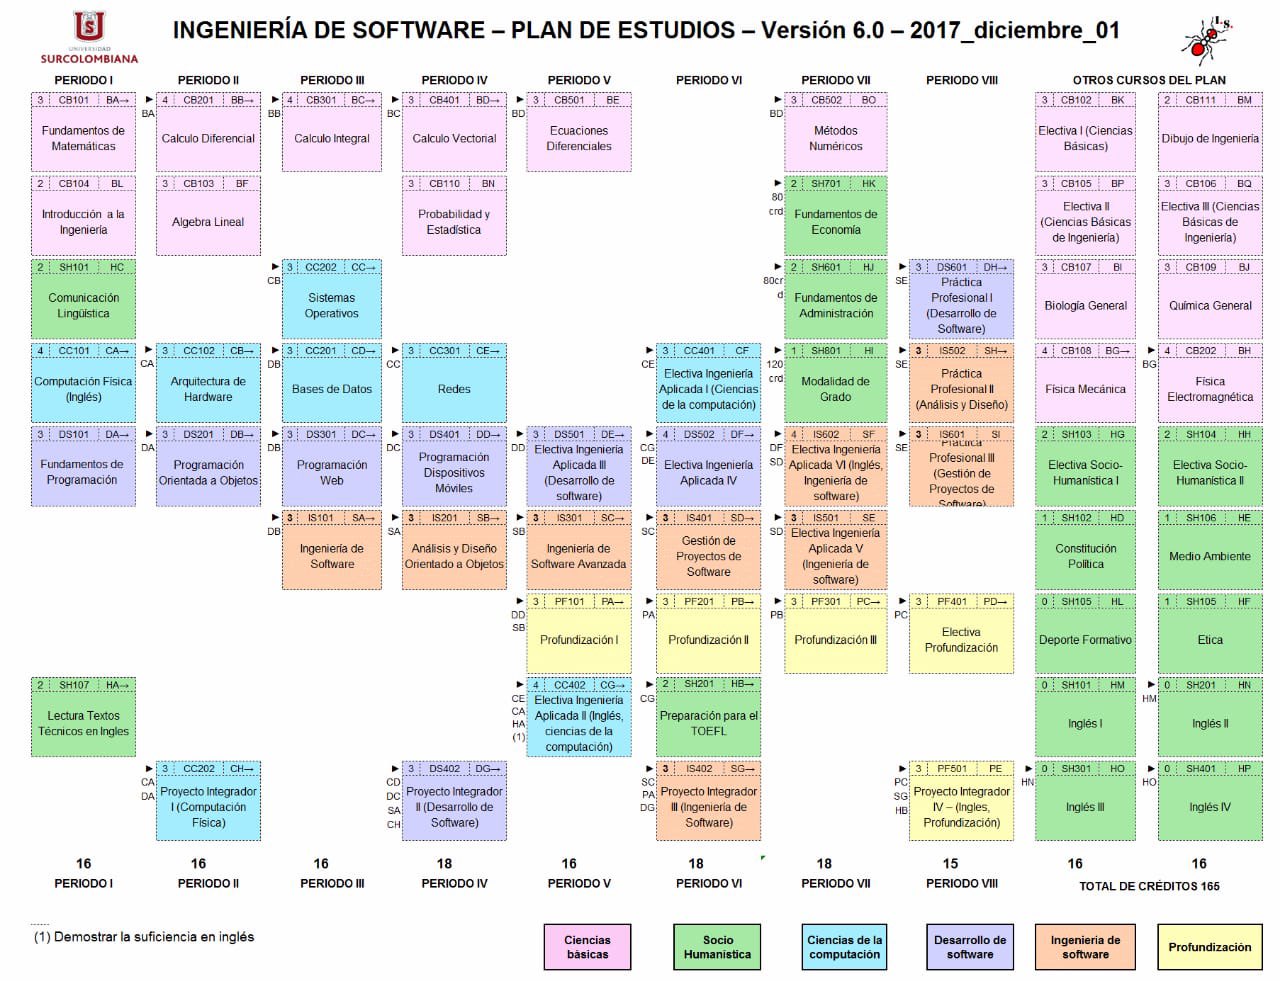 UNIVERSIDAD
SURCOLOMBIANA
INGENIERÍA DE SOFTWARE – PLAN DE ESTUDIOS – Versión 6.0 – 2017_diciembre_01
I.S.
PERIODO I PERIODO II PERIODO III PERIODO IV PERIODO V PERIODO VI PERIODO VII PERIODO VIII OTROS CURSOS DEL PLAN
3 CB101 BA→
Fundamentos de
Matemáticas
BA
4 CB201 BB→
Calculo Diferencial
BB
4 CB301 BC→
Calculo Integral
BC
3 CB401 BD→
Calculo Vectorial
BD
3 CB501 BE
Ecuaciones
Diferenciales
BD
3 CB502 BO
Métodos
Numéricos
3 CB102 BK
Electiva I (Ciencias
Básicas)
2 CB111 BM
Dibujo de Ingeniería
2 CB104 BL
Introducción a la
Ingeniería
3 CB103 BF
Algebra Lineal
3 CB110 BN
Probabilidad y
Estadística
80
crd
2 SH701 HK
Fundamentos de
Economía
3 CB105 BP
Electiva II
(Ciencias Básicas
de Ingeniería)
3 CB106 BQ
Electiva III (Ciencias
Básicas de
Ingeniería)
2 SH101 HC
Comunicación
Lingüística
CB
3 CC202 CC→
Sistemas
Operativos
80cr
d
2 SH601 HJ
Fundamentos de
Administración
SE
3 DS601 DH→
Práctica
Profesional I
(Desarrollo de
Software)
3 CB107 BI
Biología General
3 CB109 BJ
Química General
4 CC101 CA→
Computación Física
(Inglés)
CA
3 CC102 CB→
Arquitectura de
Hardware
DB
3 CC201 CD→
Bases de Datos
CC
3 CC301 CE→
Redes
CE
3 CC401 CF
Electiva Ingeniería
Aplicada I (Ciencias
de la computación)
120
crd
1 SH801 HI
Modalidad de
Grado
SE
3 IS502 SH→
Práctica
Profesional II
(Análisis y Diseño)
4 CB108 BG→
Física Mecánica
BG
4 CB202 BH
Física
Electromagnética
3 DS101 DA→
Fundamentos de
Programación
DA
3 DS201 DB→
Programación
Orientada a Objetos
DB
3 DS301 DC→
Programación
Web
DC
3 DS401 DD→
Programación
Dispositivos
Móviles
DD
3 DS501 DE→
Electiva Ingeniería
Aplicada III
(Desarrollo de
software)
CG
DE
4 DS502 DF→
Electiva Ingeniería
Aplicada IV
DF
SD
4 IS602 SF
Electiva Ingeniería
Aplicada VI (Inglés,
Ingeniería de
software)
SE
3 IS601 SI
Práctica
Profesional III
(Gestión de
Proyectos de
Software)
2 SH103 HG
Electiva Socio-
Humanística I
2 SH104 HH
Electiva Socio-
Humanística II
DB
3 IS101 SA→
Ingeniería de
Software
SA
3 IS201 SB→
Análisis y Diseño
Orientado a Objetos
SB
3 IS301 SC→
Ingeniería de
Software Avanzada
SC
3 IS401 SD→
Gestión de
Proyectos de
Software
SD
3 IS501 SE
Electiva Ingeniería
Aplicada V
(Ingeniería de
software)
1 SH102 HD
Constitución
Política
1 SH106 HE
Medio Ambiente
DD
SB
3 PF101 PA→
Profundización I
PA
3 PF201 PB→
Profundización II
PB
3 PF301 PC→
Profundización III
PC
3 PF401 PD→
Electiva
Profundización
0 SH105 HL
Deporte Formativo
1 SH105 HF
Etica
2 SH107 HA→
Lectura Textos
Técnicos en Ingles
CE
CA
HA
(1)
4 CC402 CG→
Electiva Ingeniería
Aplicada II (Inglés,
ciencias de la
computación)
CG
2 SH201 HB→
Preparación para el
TOEFL
0 SH101 HM
Inglés I
HM
0 SH201 HN
Inglés II
CA
DA
3 CC202 CH→
Proyecto Integrador
I (Computación
Física)
CD
DC
SA
CH
3 DS402 DG→
Proyecto Integrador
II (Desarrollo de
Software)
SC
PA
DG
3 IS402 SG→
Proyecto Integrador
III (Ingeniería de
Software)
PC
SG
HB
3 PF501 PE
Proyecto Integrador
IV – (Ingles,
Profundización)
HN
0 SH301 HO
Inglés III
HO
0 SH401 HP
Inglés IV
16 16 16 18 16 18 18 15 16 16
PERIODO I PERIODO II PERIODO III PERIODO IV PERIODO V PERIODO VI PERIODO VII PERIODO VIII TOTAL DE CRÉDITOS 165
(1) Demostrar la suficiencia en inglés
Ciencias
básicas
Socio
Humanística
Ciencias de la
computación
Desarrollo de
software
Ingenieria de
software
Profundización